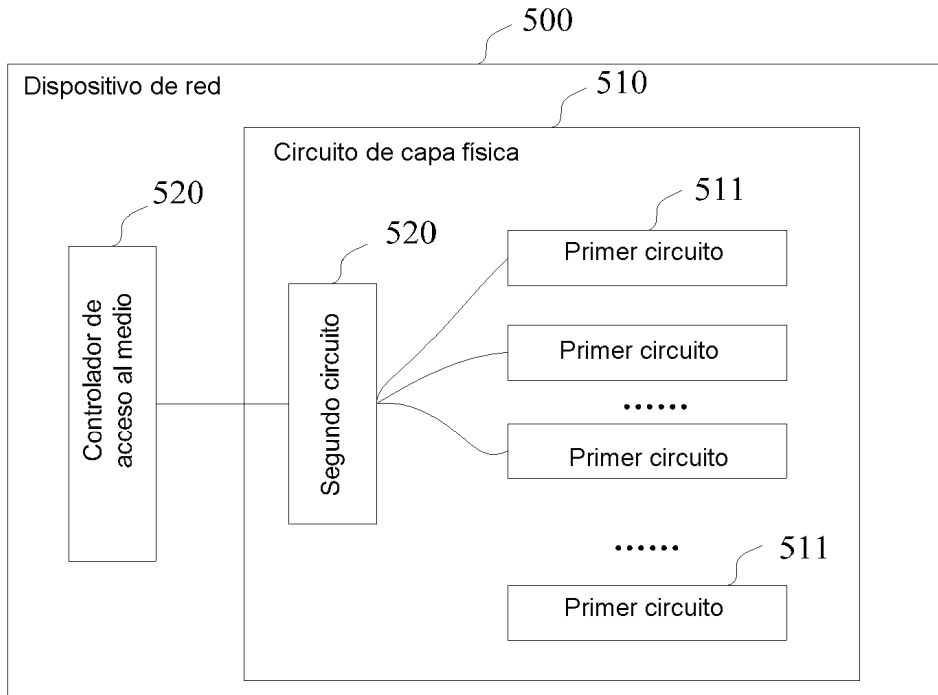 500
Dispositivo de red
510
Circuito de capa física
520
Controlador de
acceso al medio
520
Segundo circuito
511
Primer circuito
Primer circuito
......
Primer circuito
......
511
Primer circuito